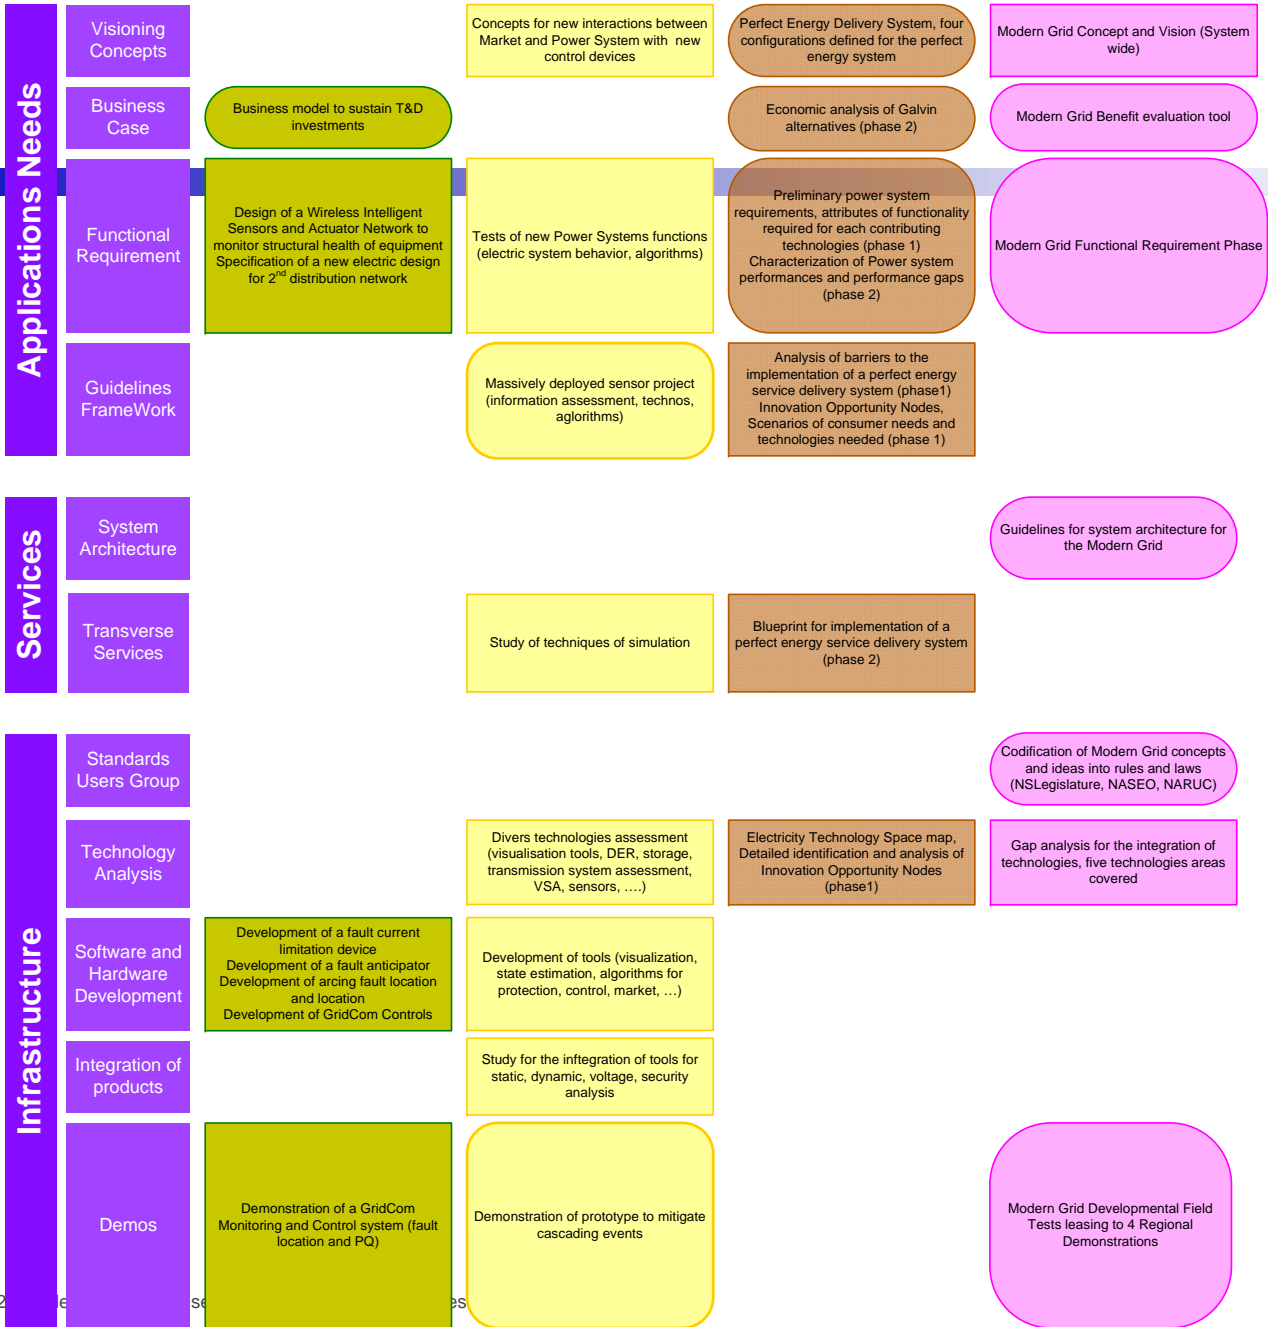 Applications Needs
Visioning
Concepts
Concepts for new interactions between
Market and Power System with  new
control devices
Perfect Energy Delivery System, four
configurations defined for the perfect
energy system
Modern Grid Concept and Vision (System
wide)
Business
Case
Business model to sustain T&D
investments
Economic analysis of Galvin
alternatives (phase 2)
Modern Grid Benefit evaluation tool
Functional
Requirement
Design of a Wireless Intelligent
Sensors and Actuator Network to
monitor structural health of equipment
Specification of a new electric design
for 2nd distribution network
Tests of new Power Systems functions
(electric system behavior, algorithms)
Preliminary power system
requirements, attributes of functionality
required for each contributing
technologies (phase 1)
Characterization of Power system
performances and performance gaps
(phase 2)
Modern Grid Functional Requirement Phase
Guidelines
FrameWork
Massively deployed sensor project
(information assessment, technos,
aglorithms)
Analysis of barriers to the
implementation of a perfect energy
service delivery system (phase1)
Innovation Opportunity Nodes,
Scenarios of consumer needs and
technologies needed (phase 1)
Services
System
Architecture
Guidelines for system architecture for
the Modern Grid
Transverse
Services
Study of techniques of simulation
Blueprint for implementation of a
perfect energy service delivery system
(phase 2)
Infrastructure
Standards
Users Group
Codification of Modern Grid concepts
and ideas into rules and laws
(NSLegislature, NASEO, NARUC)
Technology
Analysis
Divers technologies assessment
(visualisation tools, DER, storage,
transmission system assessment,
VSA, sensors, ….)
Electricity Technology Space map,
Detailed identification and analysis of
Innovation Opportunity Nodes
(phase1)
Gap analysis for the integration of
technologies, five technologies areas
covered
Software and
Hardware
Development
Development of a fault current
limitation device
Development of a fault anticipator
Development of arcing fault location
and location
Development of GridCom Controls
Development of tools (visualization,
state estimation, algorithms for
protection, control, market, …)
Integration of
products
Study for the inftegration of tools for
static, dynamic, voltage, security
analysis
Demos
Demonstration of a GridCom
Monitoring and Control system (fault
location and PQ)
Demonstration of prototype to mitigate
cascading events
Modern Grid Developmental Field
Tests leasing to 4 Regional
Demonstrations